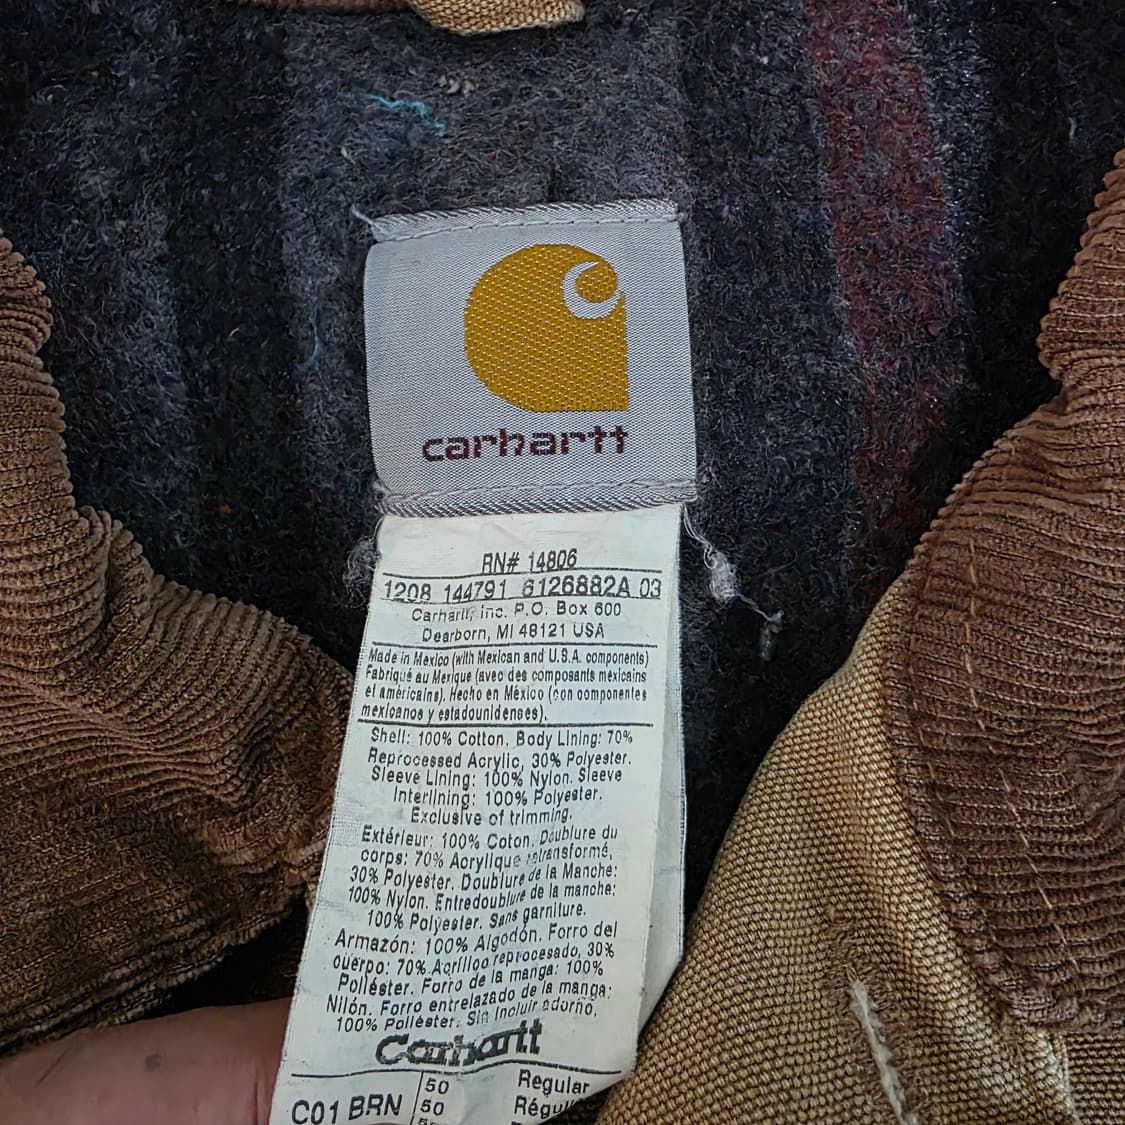 carhartt
RN# 14806
1208 144791 6126882A 03
Carhartt, Inc. P.O. Box 600
Dearborn, MI 48121 USA
Made in Mexico (with Mexican and U.S.A. components)
Fabriqué au Mexique (avec des composants mexicains
et américains). Hecho en México (con componentes
mexicanos y estadounidenses).
Shell: 100% Cotton. Body Lining: 70%
Reprocessed Acrylic, 30% Polyester.
Sleeve Lining: 100% Nylon. Sleeve
Interlining: 100% Polyester.
Exclusive of trimming.
Extérieur: 100% Coton. Doublure du
corps: 70% Acryllque retransformé,
30% Polyester. Doublure de la Manche:
100% Nylon. Entredoublure de la manche:
100% Polyester. Sans garniture.
Armazón: 100% Algodón. Forro del
cuerpo: 70% Acrílico reprocesado, 30%
Poliéster. Forro de la manga: 100%
Nilón. Forro entrelazado de la manga:
100% Poliéster. Sin incluir adorno.
Carhartt
C01 BRN 50 Regular
50